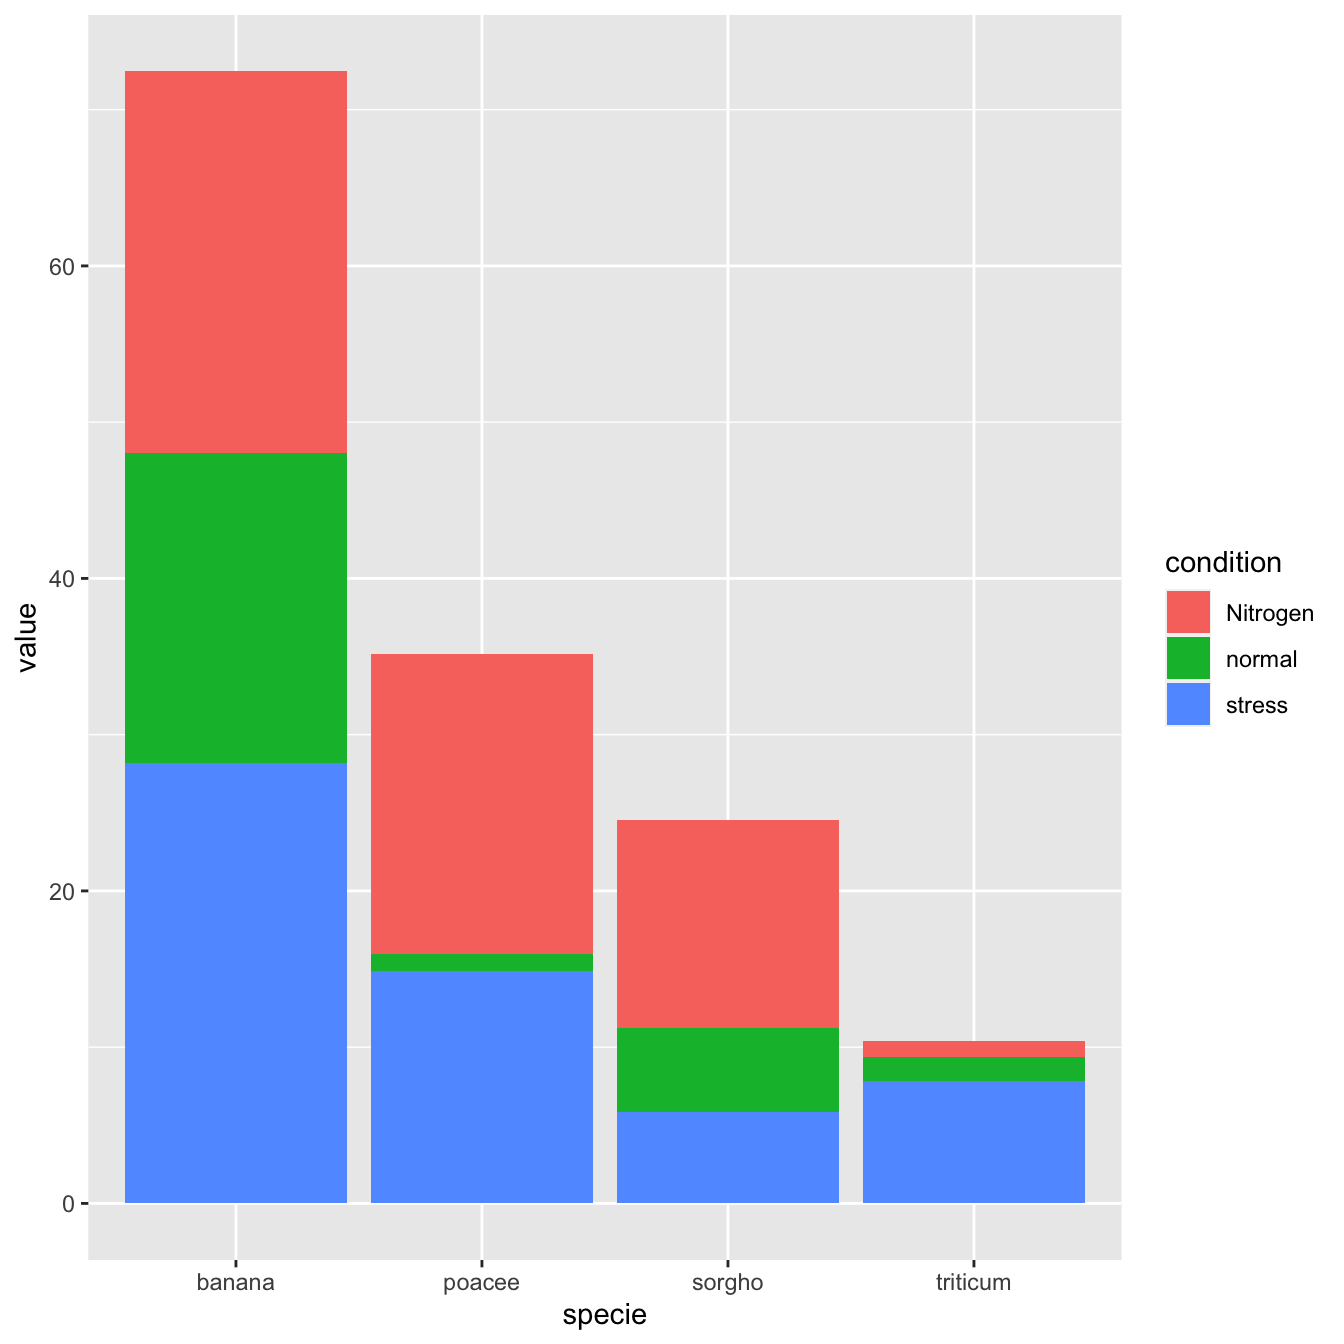 60
40
20
0
value
banana poacee sorgho triticum
specie
condition
Nitrogen
normal
stress